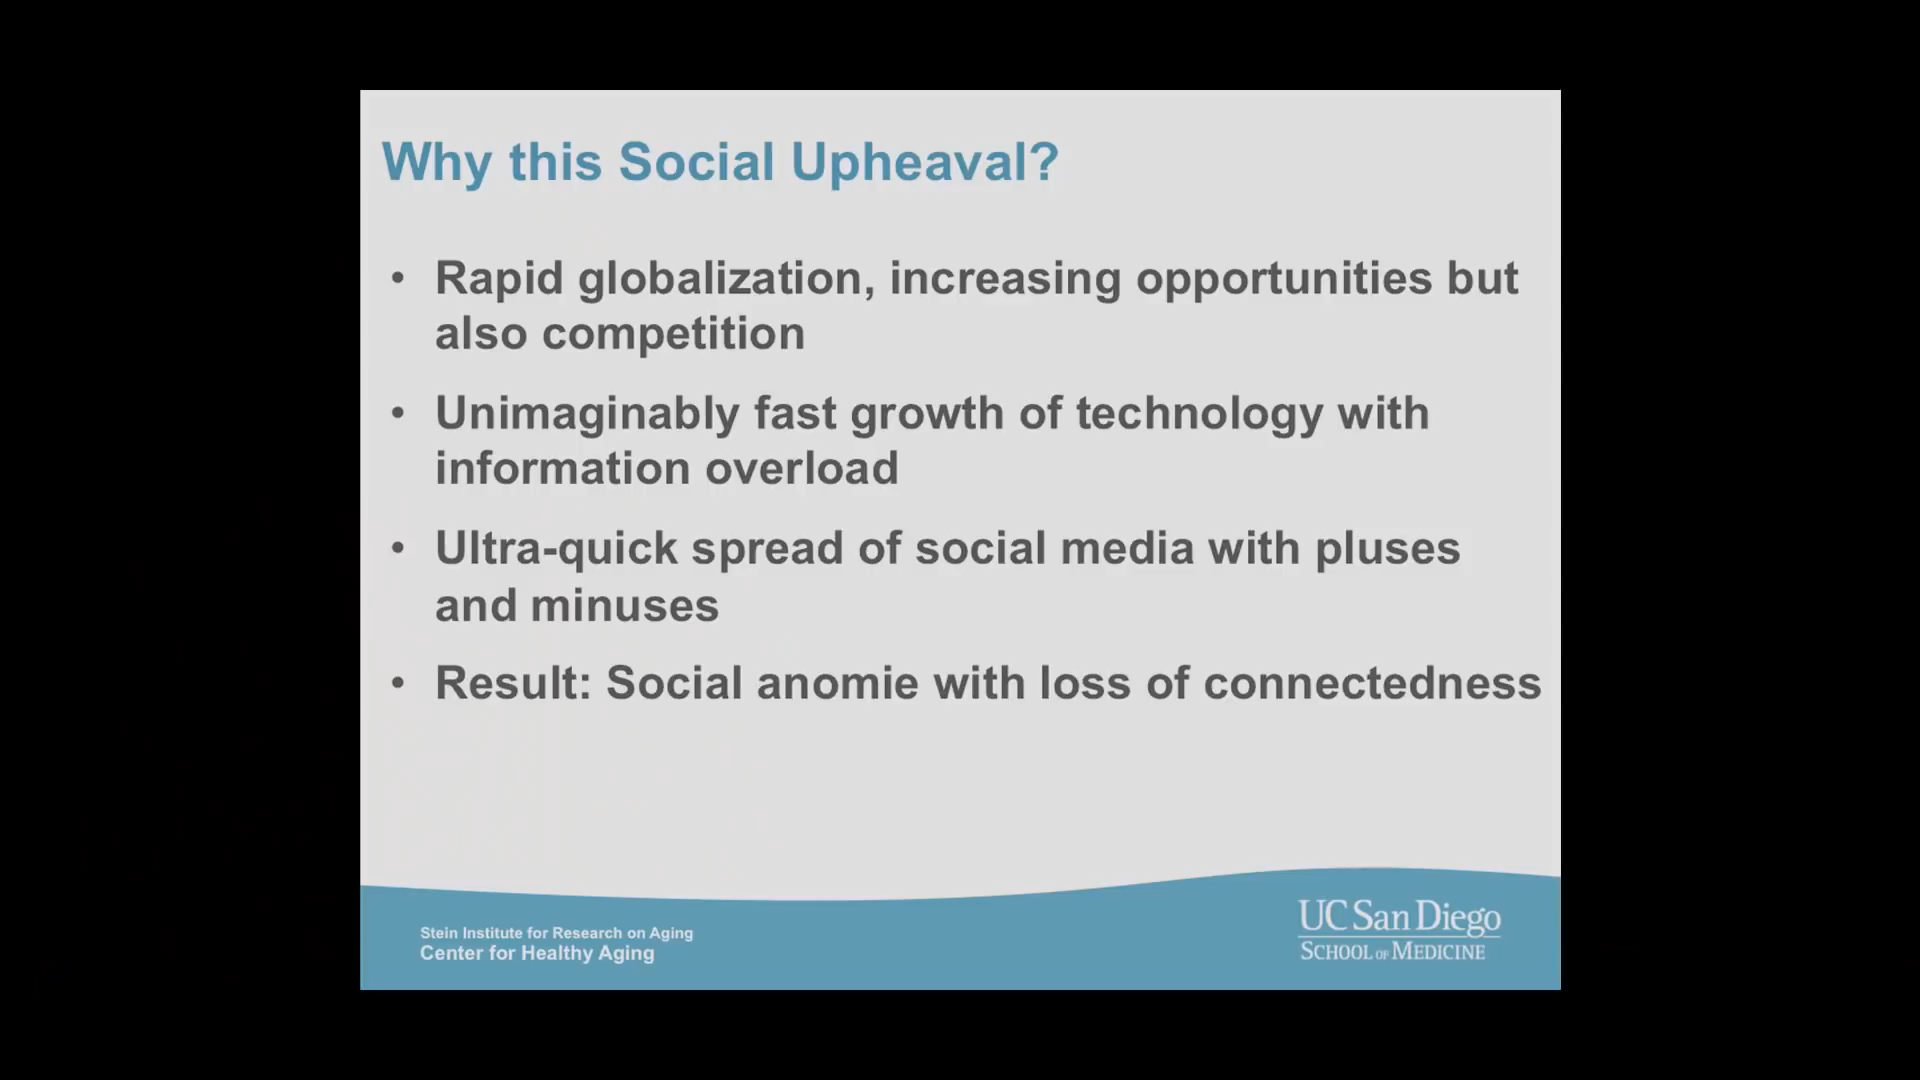 Why this Social Upheaval?
• Rapid globalization, increasing opportunities but
also competition
• Unimaginably fast growth of technology with
information overload
• Ultra-quick spread of social media with pluses
and minuses
• Result: Social anomie with loss of connectedness
Stein Institute for Research on Aging
Center for Healthy Aging
UC San Diego
SCHOOL OF MEDICINE